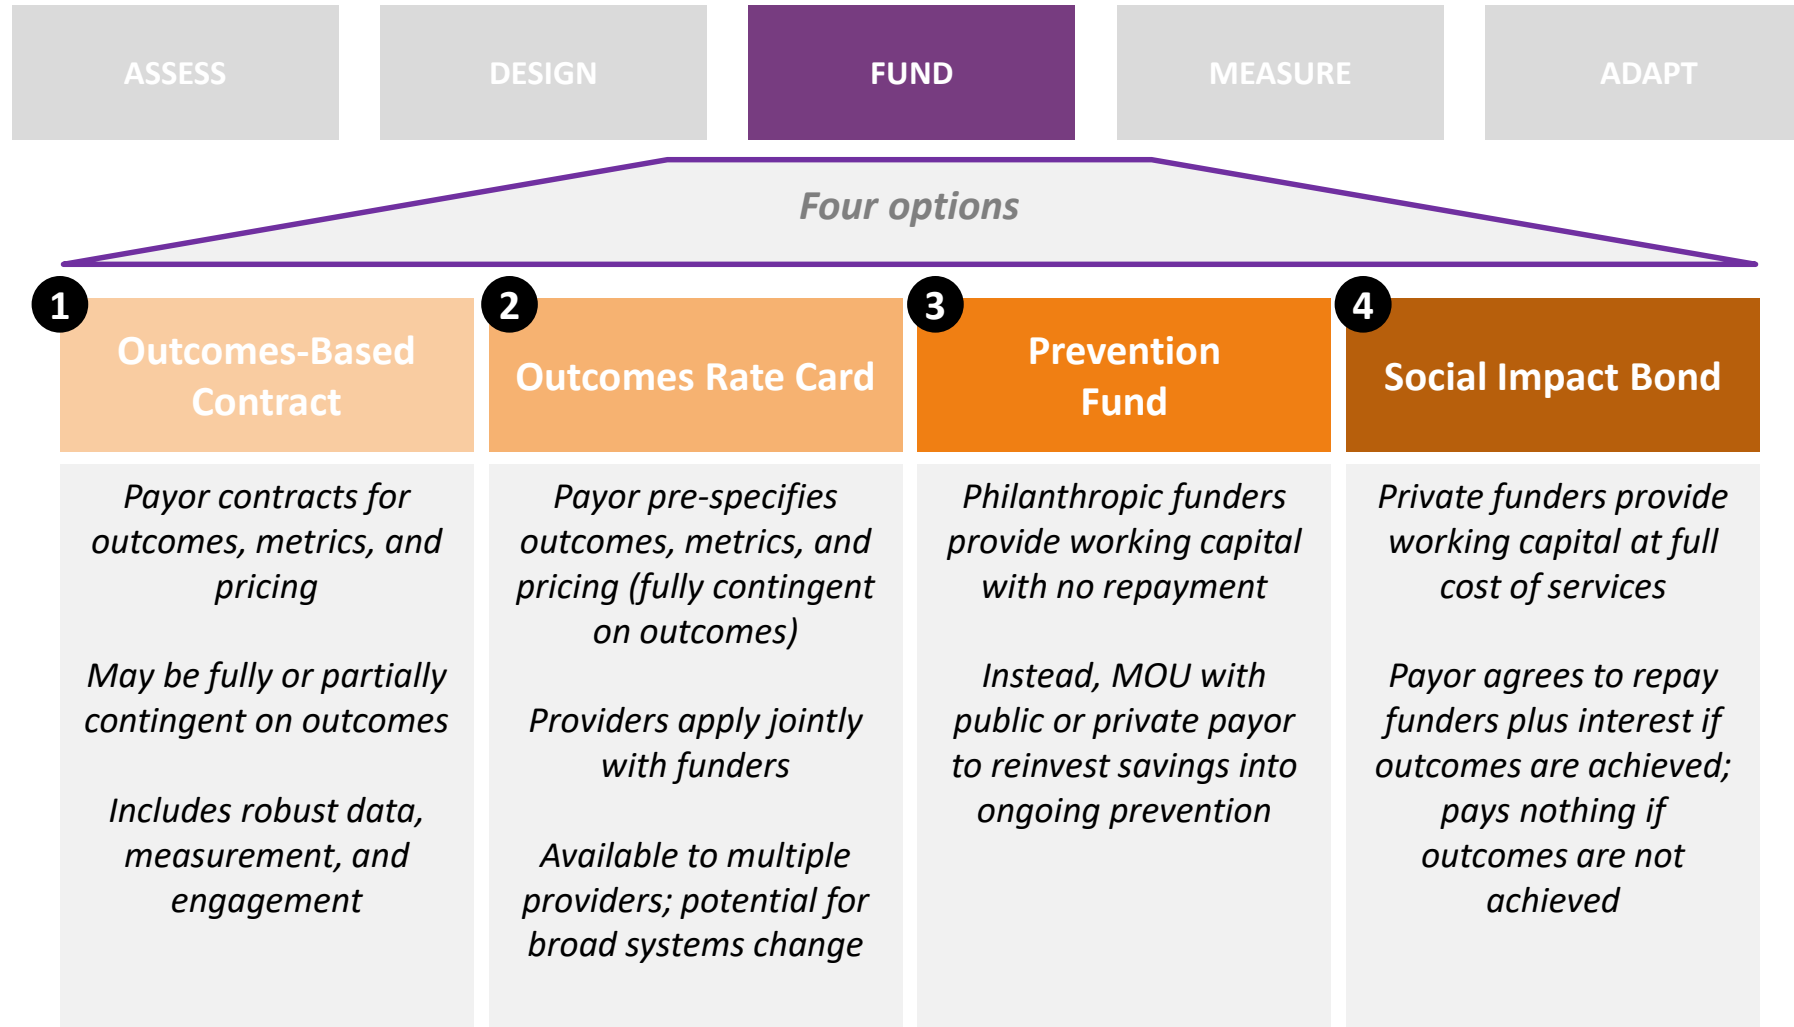 ASSESS
DESIGN
FUND
MEASURE
ADAPT
Four options
1
Outcomes-Based
Contract
Payor contracts for
outcomes, metrics, and
pricing
May be fully or partially
contingent on outcomes
Includes robust data,
measurement, and
engagement
2
Outcomes Rate Card
Payor pre-specifies
outcomes, metrics, and
pricing (fully contingent
on outcomes)
Providers apply jointly
with funders
Available to multiple
providers; potential for
broad systems change
3
Prevention
Fund
Philanthropic funders
provide working capital
with no repayment
Instead, MOU with
public or private payor
to reinvest savings into
ongoing prevention
4
Social Impact Bond
Private funders provide
working capital at full
cost of services
Payor agrees to repay
funders plus interest if
outcomes are achieved;
pays nothing if
outcomes are not
achieved